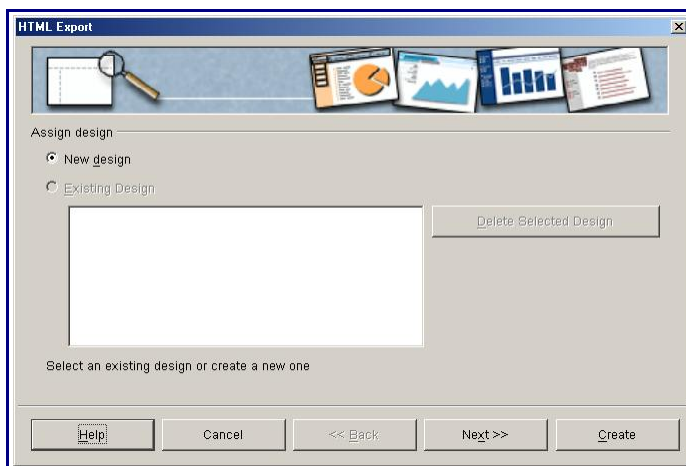 HTML Export
Assign design
New design
Existing Design
Delete Selected Design
Select an existing design or create a new one
Help
Cancel
<< Back
Next >>
Create